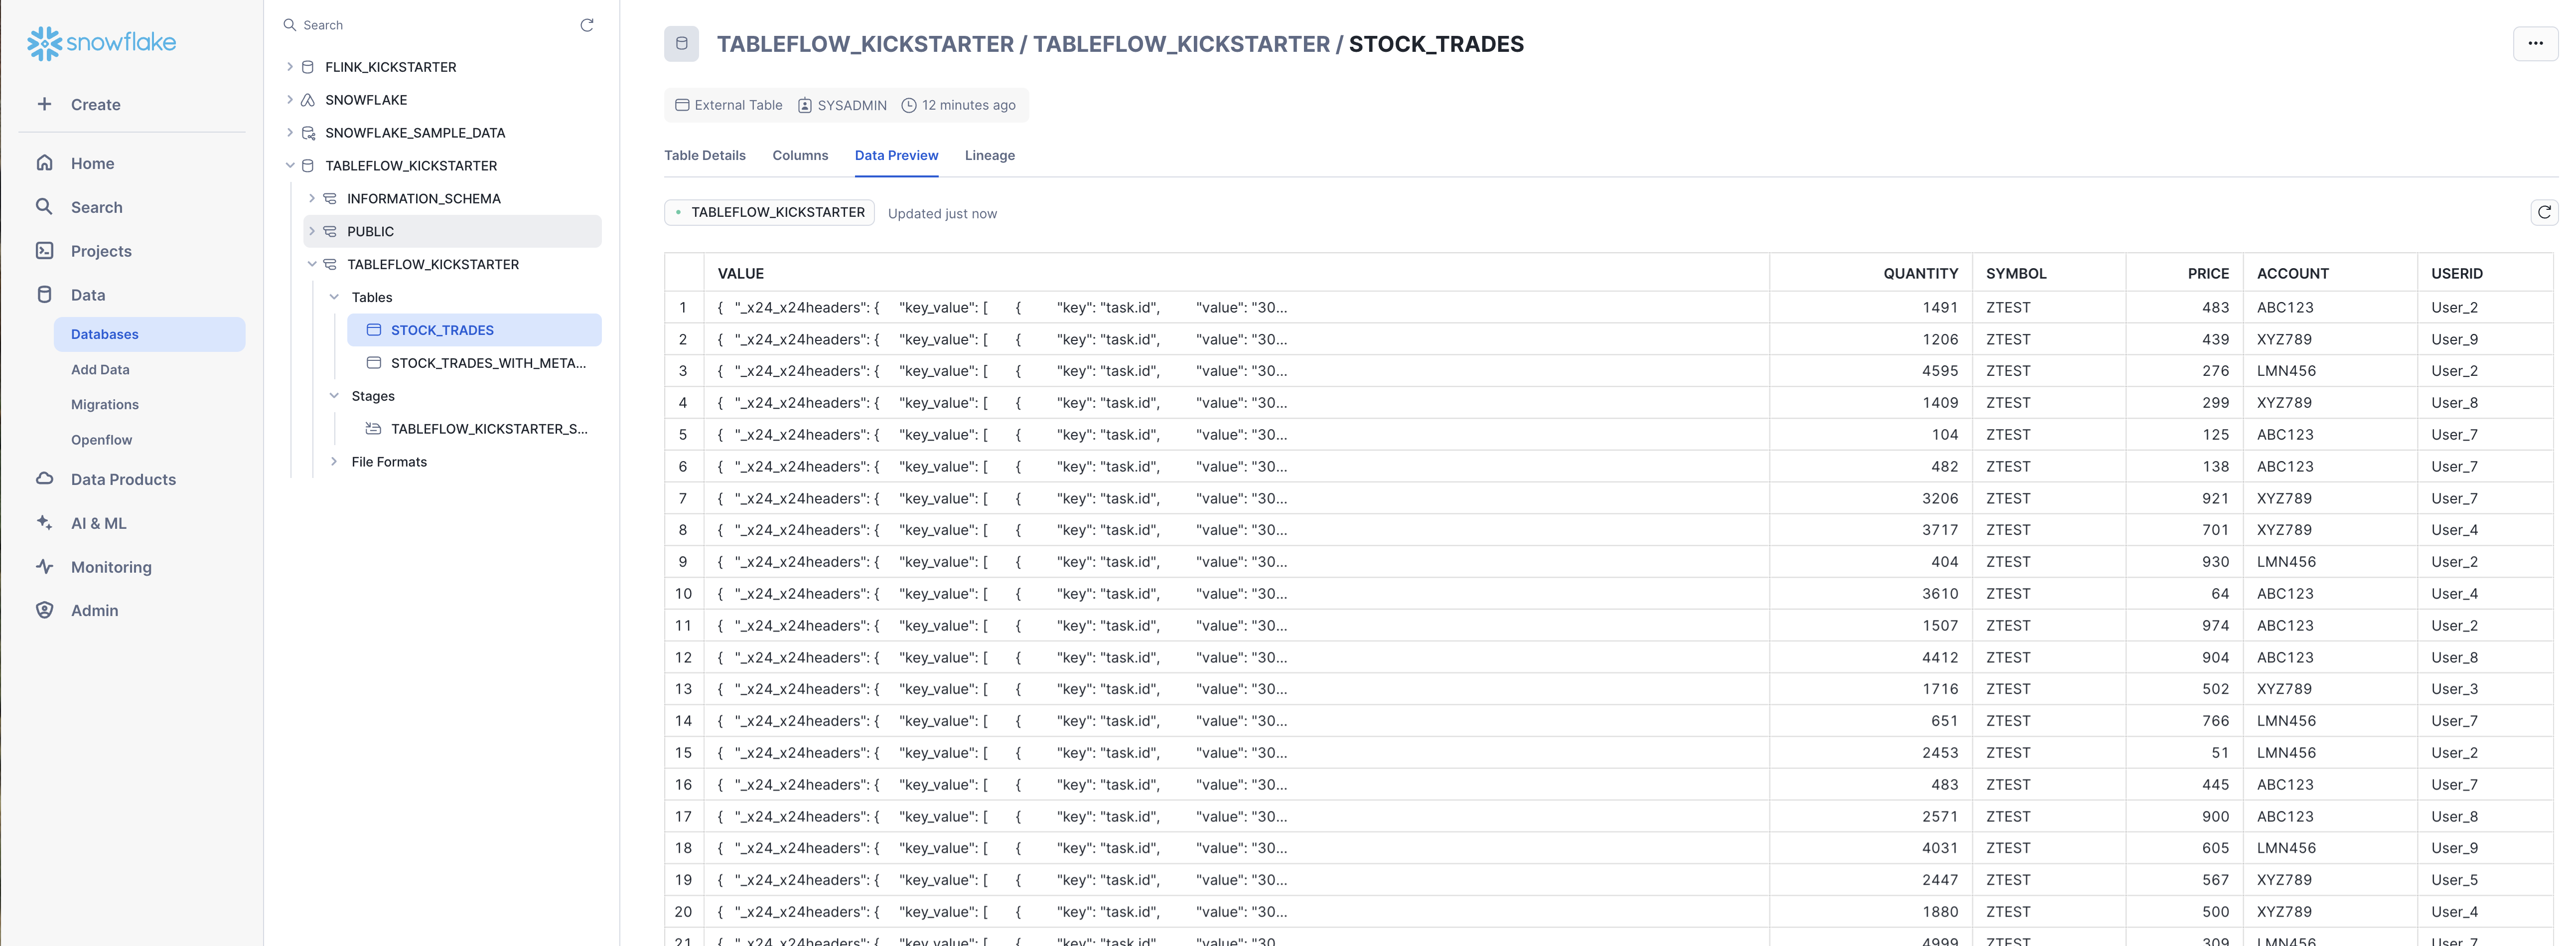 snowflake
Create
Home
Search
Projects
Data
Databases
Add Data
Migrations
Openflow
Data Products
AI & ML
Monitoring
Admin
Search
FLINK_KICKSTARTER
SNOWFLAKE
SNOWFLAKE_SAMPLE_DATA
TABLEFLOW_KICKSTARTER
INFORMATION_SCHEMA
PUBLIC
TABLEFLOW_KICKSTARTER
Tables
STOCK_TRADES
STOCK_TRADES_WITH_META...
Stages
TABLEFLOW_KICKSTARTER_S...
File Formats
TABLEFLOW_KICKSTARTER / TABLEFLOW_KICKSTARTER / STOCK_TRADES
External Table SYSADMIN 12 minutes ago
Table Details Columns Data Preview Lineage
TABLEFLOW_KICKSTARTER Updated just now
VALUE QUANTITY SYMBOL PRICE ACCOUNT USERID
1 { "_x24_x24headers": { "key_value": [ { "key": "task.id", "value": "30... 1491 ZTEST 483 ABC123 User_2
2 { "_x24_x24headers": { "key_value": [ { "key": "task.id", "value": "30... 1206 ZTEST 439 XYZ789 User_9
3 { "_x24_x24headers": { "key_value": [ { "key": "task.id", "value": "30... 4595 ZTEST 276 LMN456 User_2
4 { "_x24_x24headers": { "key_value": [ { "key": "task.id", "value": "30... 1409 ZTEST 299 XYZ789 User_8
5 { "_x24_x24headers": { "key_value": [ { "key": "task.id", "value": "30... 104 ZTEST 125 ABC123 User_7
6 { "_x24_x24headers": { "key_value": [ { "key": "task.id", "value": "30... 482 ZTEST 138 ABC123 User_7
7 { "_x24_x24headers": { "key_value": [ { "key": "task.id", "value": "30... 3206 ZTEST 921 XYZ789 User_7
8 { "_x24_x24headers": { "key_value": [ { "key": "task.id", "value": "30... 3717 ZTEST 701 XYZ789 User_4
9 { "_x24_x24headers": { "key_value": [ { "key": "task.id", "value": "30... 404 ZTEST 930 LMN456 User_2
10 { "_x24_x24headers": { "key_value": [ { "key": "task.id", "value": "30... 3610 ZTEST 64 ABC123 User_4
11 { "_x24_x24headers": { "key_value": [ { "key": "task.id", "value": "30... 1507 ZTEST 974 ABC123 User_2
12 { "_x24_x24headers": { "key_value": [ { "key": "task.id", "value": "30... 4412 ZTEST 904 ABC123 User_8
13 { "_x24_x24headers": { "key_value": [ { "key": "task.id", "value": "30... 1716 ZTEST 502 XYZ789 User_3
14 { "_x24_x24headers": { "key_value": [ { "key": "task.id", "value": "30... 651 ZTEST 766 LMN456 User_7
15 { "_x24_x24headers": { "key_value": [ { "key": "task.id", "value": "30... 2453 ZTEST 51 LMN456 User_2
16 { "_x24_x24headers": { "key_value": [ { "key": "task.id", "value": "30... 483 ZTEST 445 ABC123 User_7
17 { "_x24_x24headers": { "key_value": [ { "key": "task.id", "value": "30... 2571 ZTEST 900 ABC123 User_8
18 { "_x24_x24headers": { "key_value": [ { "key": "task.id", "value": "30... 4031 ZTEST 605 LMN456 User_9
19 { "_x24_x24headers": { "key_value": [ { "key": "task.id", "value": "30... 2447 ZTEST 567 XYZ789 User_5
20 { "_x24_x24headers": { "key_value": [ { "key": "task.id", "value": "30... 1880 ZTEST 500 XYZ789 User_4
21 { "_x24_x24headers": { "key_value": [ { "key": "task.id", "value": "30... 4999 ZTEST 309 LMN456 User_7